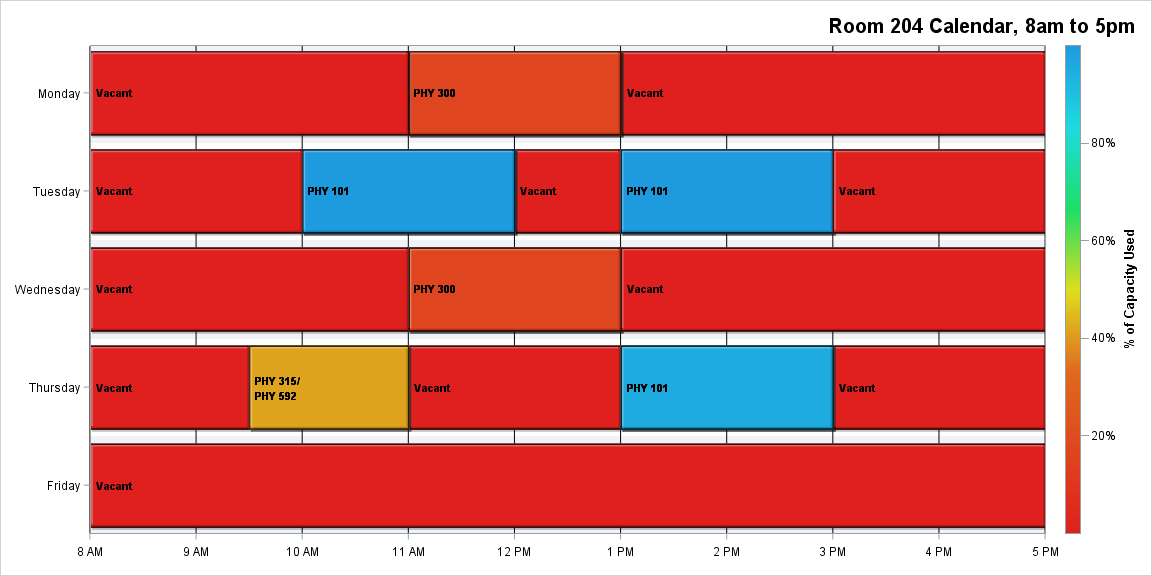 Room 204 Calendar, 8am to 5pm
Monday
Vacant
PHY 300
Vacant
Tuesday
Vacant
PHY 101
Vacant
PHY 101
Vacant
Wednesday
Vacant
PHY 300
Vacant
Thursday
Vacant
PHY 315/
PHY 592
Vacant
PHY 101
Vacant
Friday
Vacant
8 AM
9 AM
10 AM
11 AM
12 PM
1 PM
2 PM
3 PM
4 PM
5 PM
80%
60%
40%
20%
% of Capacity Used